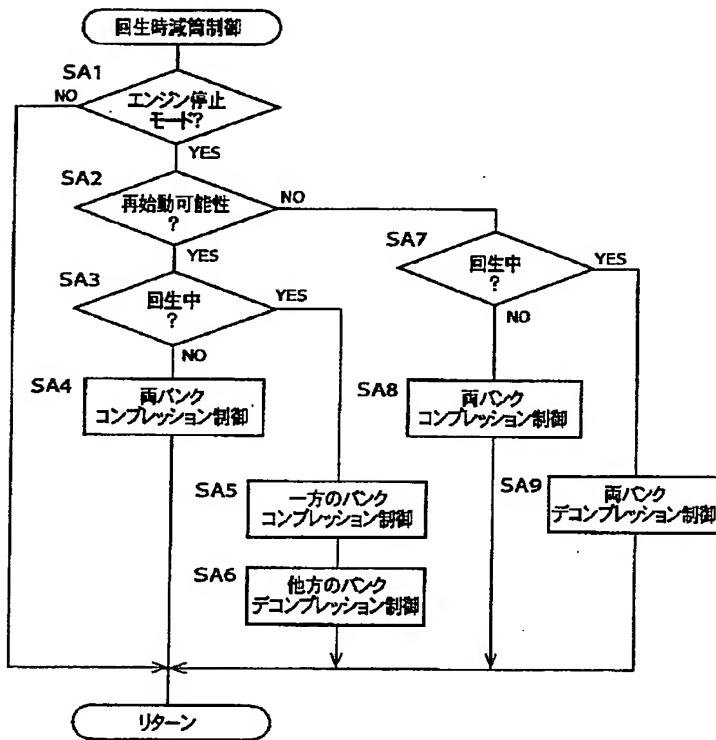 回生時減筒制御
SA1
NO
エンジン停止
モード?
YES
SA2
再始動可能性
?
NO
YES
SA3
回生中
?
YES
NO
SA7
回生中
?
YES
NO
SA4
両バンク
コンプレッション制御
SA8
両バンク
コンプレッション制御
SA5
一方のバンク
コンプレッション制御
SA9
両バンク
デコンプレッション制御
SA6
他方のバンク
デコンプレッション制御
リターン